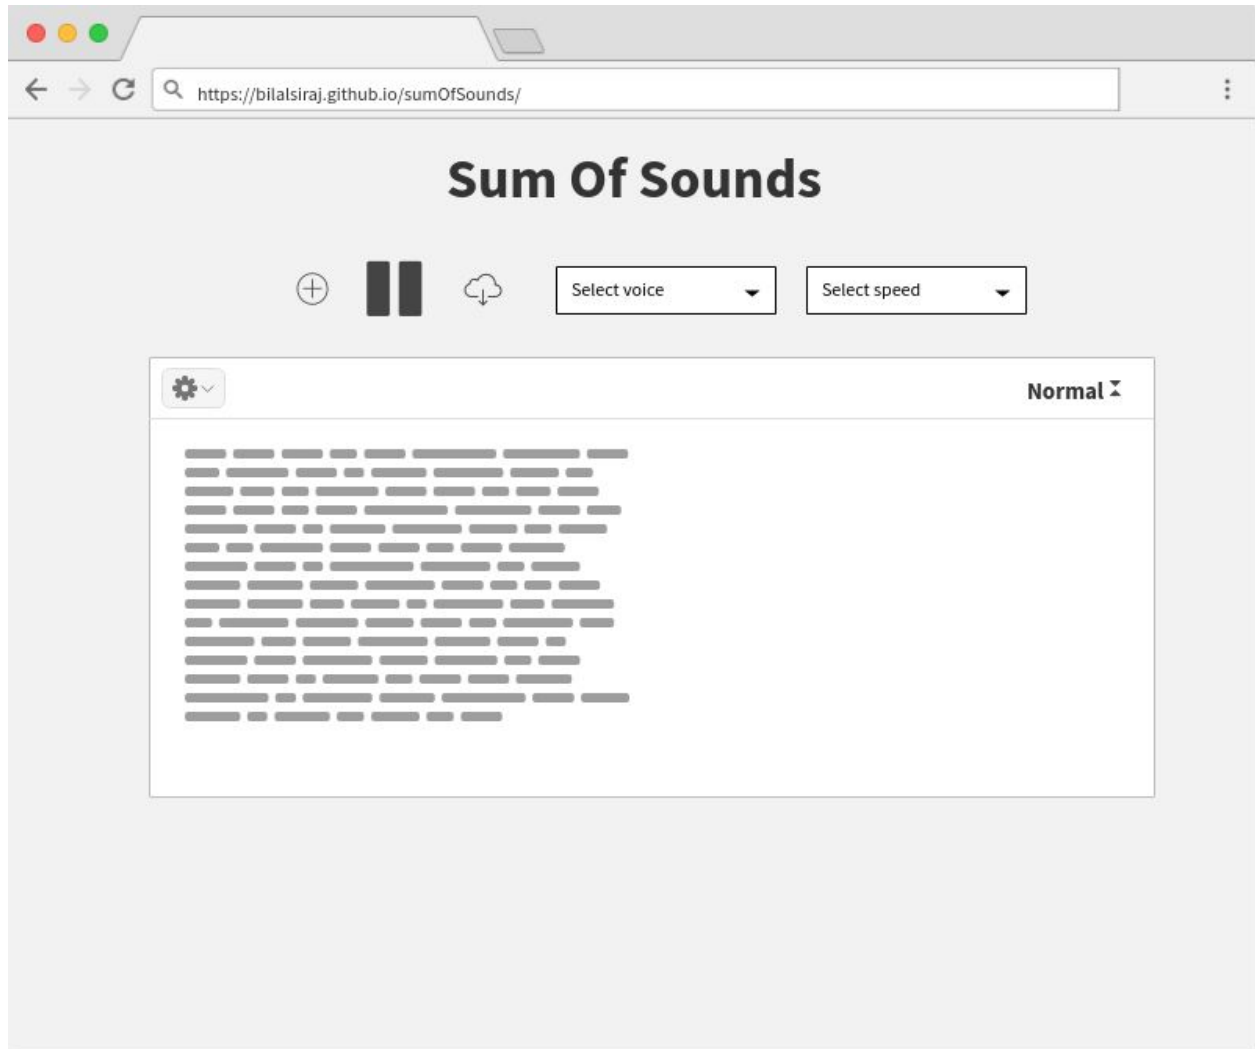 https://bilalsiraj.github.io/sumOfSounds/
Sum Of Sounds
Select voice
Select speed
Normal